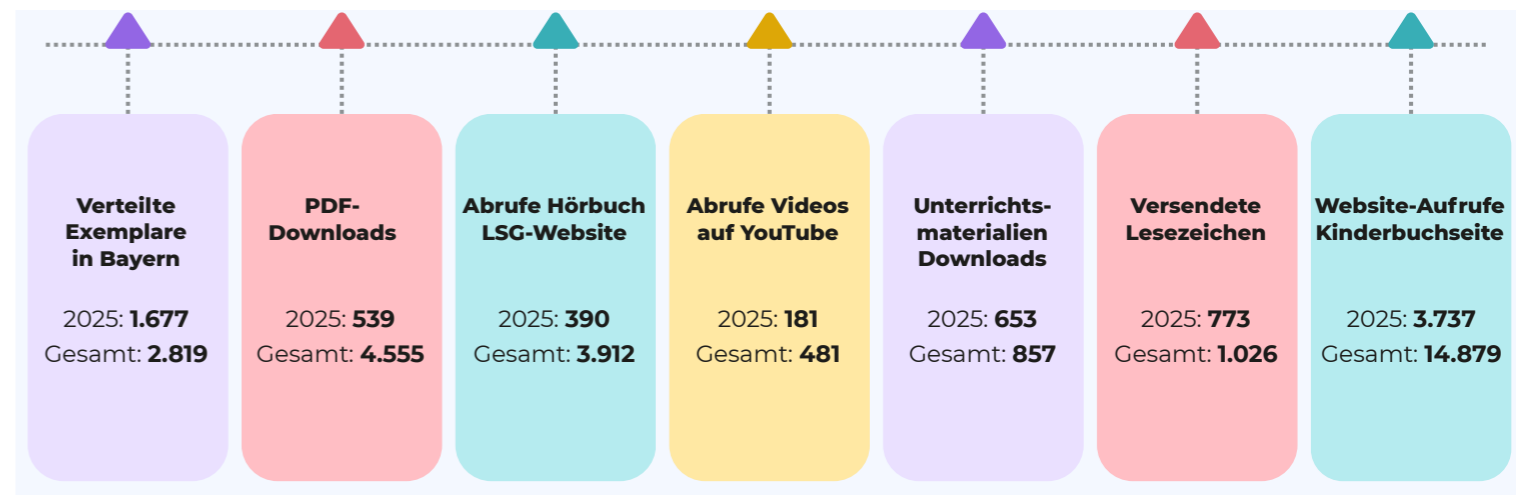 Verteilte
Exemplare
in Bayern
2025: 1.677
Gesamt: 2.819
PDF-
Downloads
2025: 539
Gesamt: 4.555
Abrufe Hörbuch
LSG-Website
2025: 390
Gesamt: 3.912
Abrufe Videos
auf YouTube
2025: 181
Gesamt: 481
Unterrichts-
materialien
Downloads
2025: 653
Gesamt: 857
Versendete
Lesezeichen
2025: 773
Gesamt: 1.026
Website-Aufrufe
Kinderbuchseite
2025: 3.737
Gesamt: 14.879